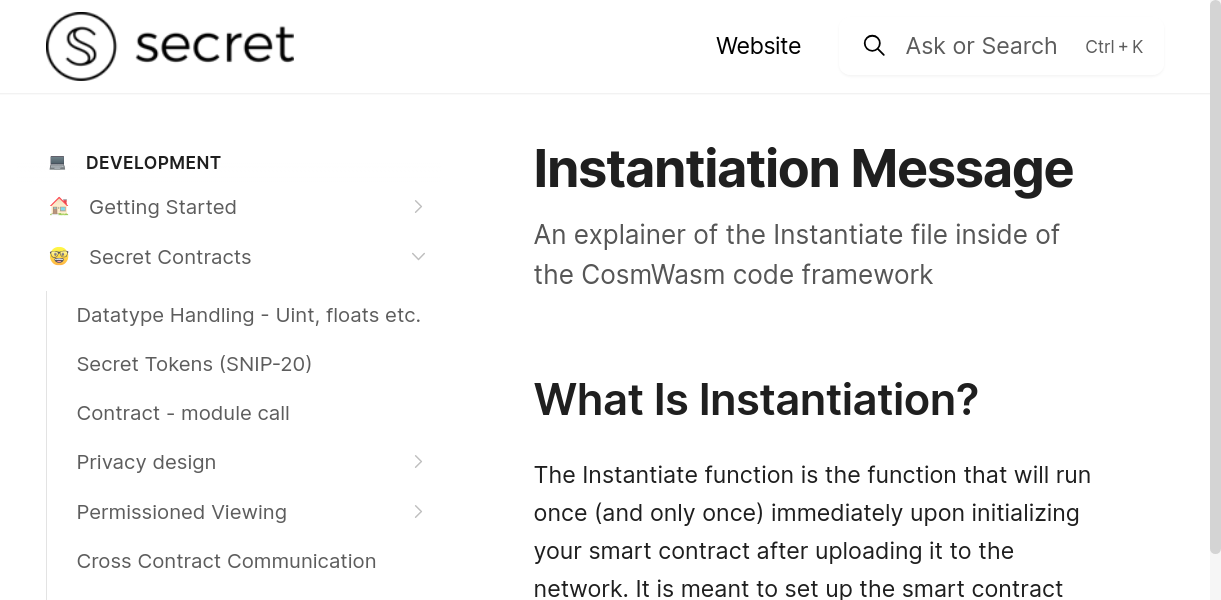 secret
Website
Ask or Search Ctrl + K
DEVELOPMENT
Getting Started
Secret Contracts
Datatype Handling - Uint, floats etc.
Secret Tokens (SNIP-20)
Contract - module call
Privacy design
Permissioned Viewing
Cross Contract Communication
Instantiation Message
An explainer of the Instantiate file inside of
the CosmWasm code framework
What Is Instantiation?
The Instantiate function is the function that will run
once (and only once) immediately upon initializing
your smart contract after uploading it to the
network. It is meant to set up the smart contract